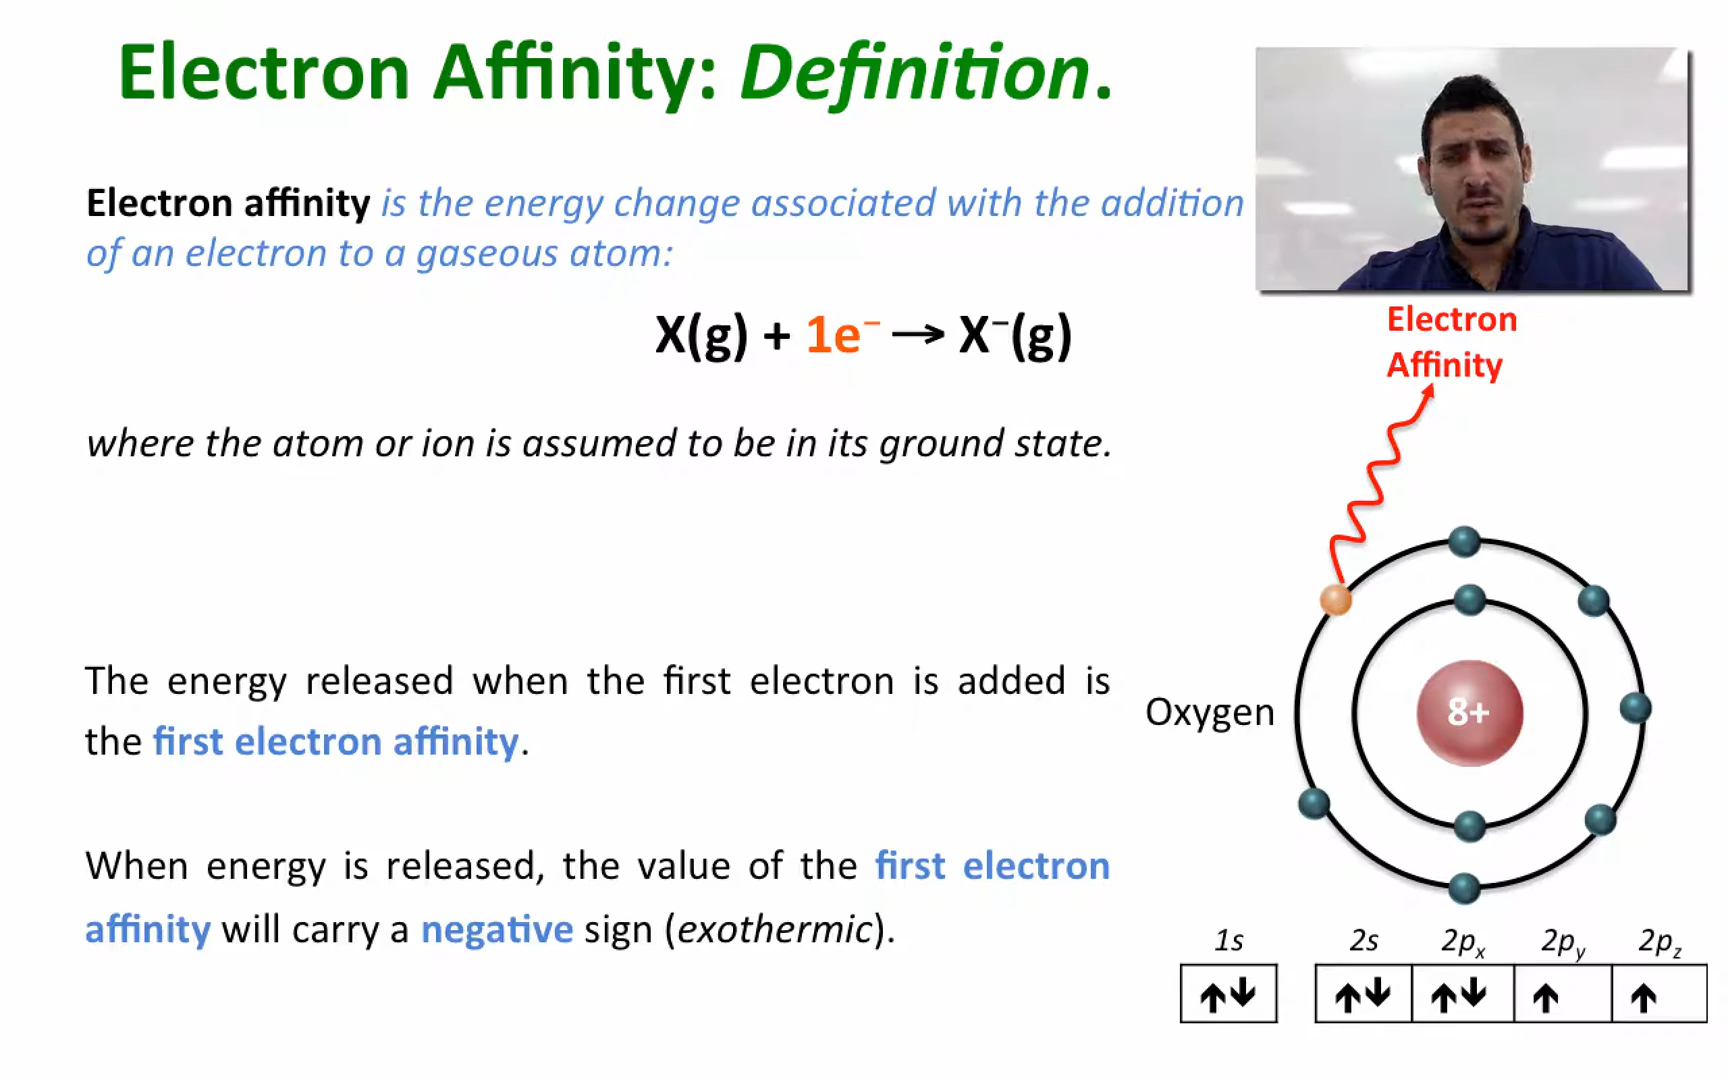 Electron Affinity: Definition.
Electron affinity is the energy change associated with the addition
of an electron to a gaseous atom:
X(g) + 1e⁻ → X⁻(g)
where the atom or ion is assumed to be in its ground state.
The energy released when the first electron is added is
the first electron affinity.
When energy is released, the value of the first electron
affinity will carry a negative sign (exothermic).
Electron
Affinity
Oxygen
8+
1s 2s 2pₓ 2p_y 2p_z